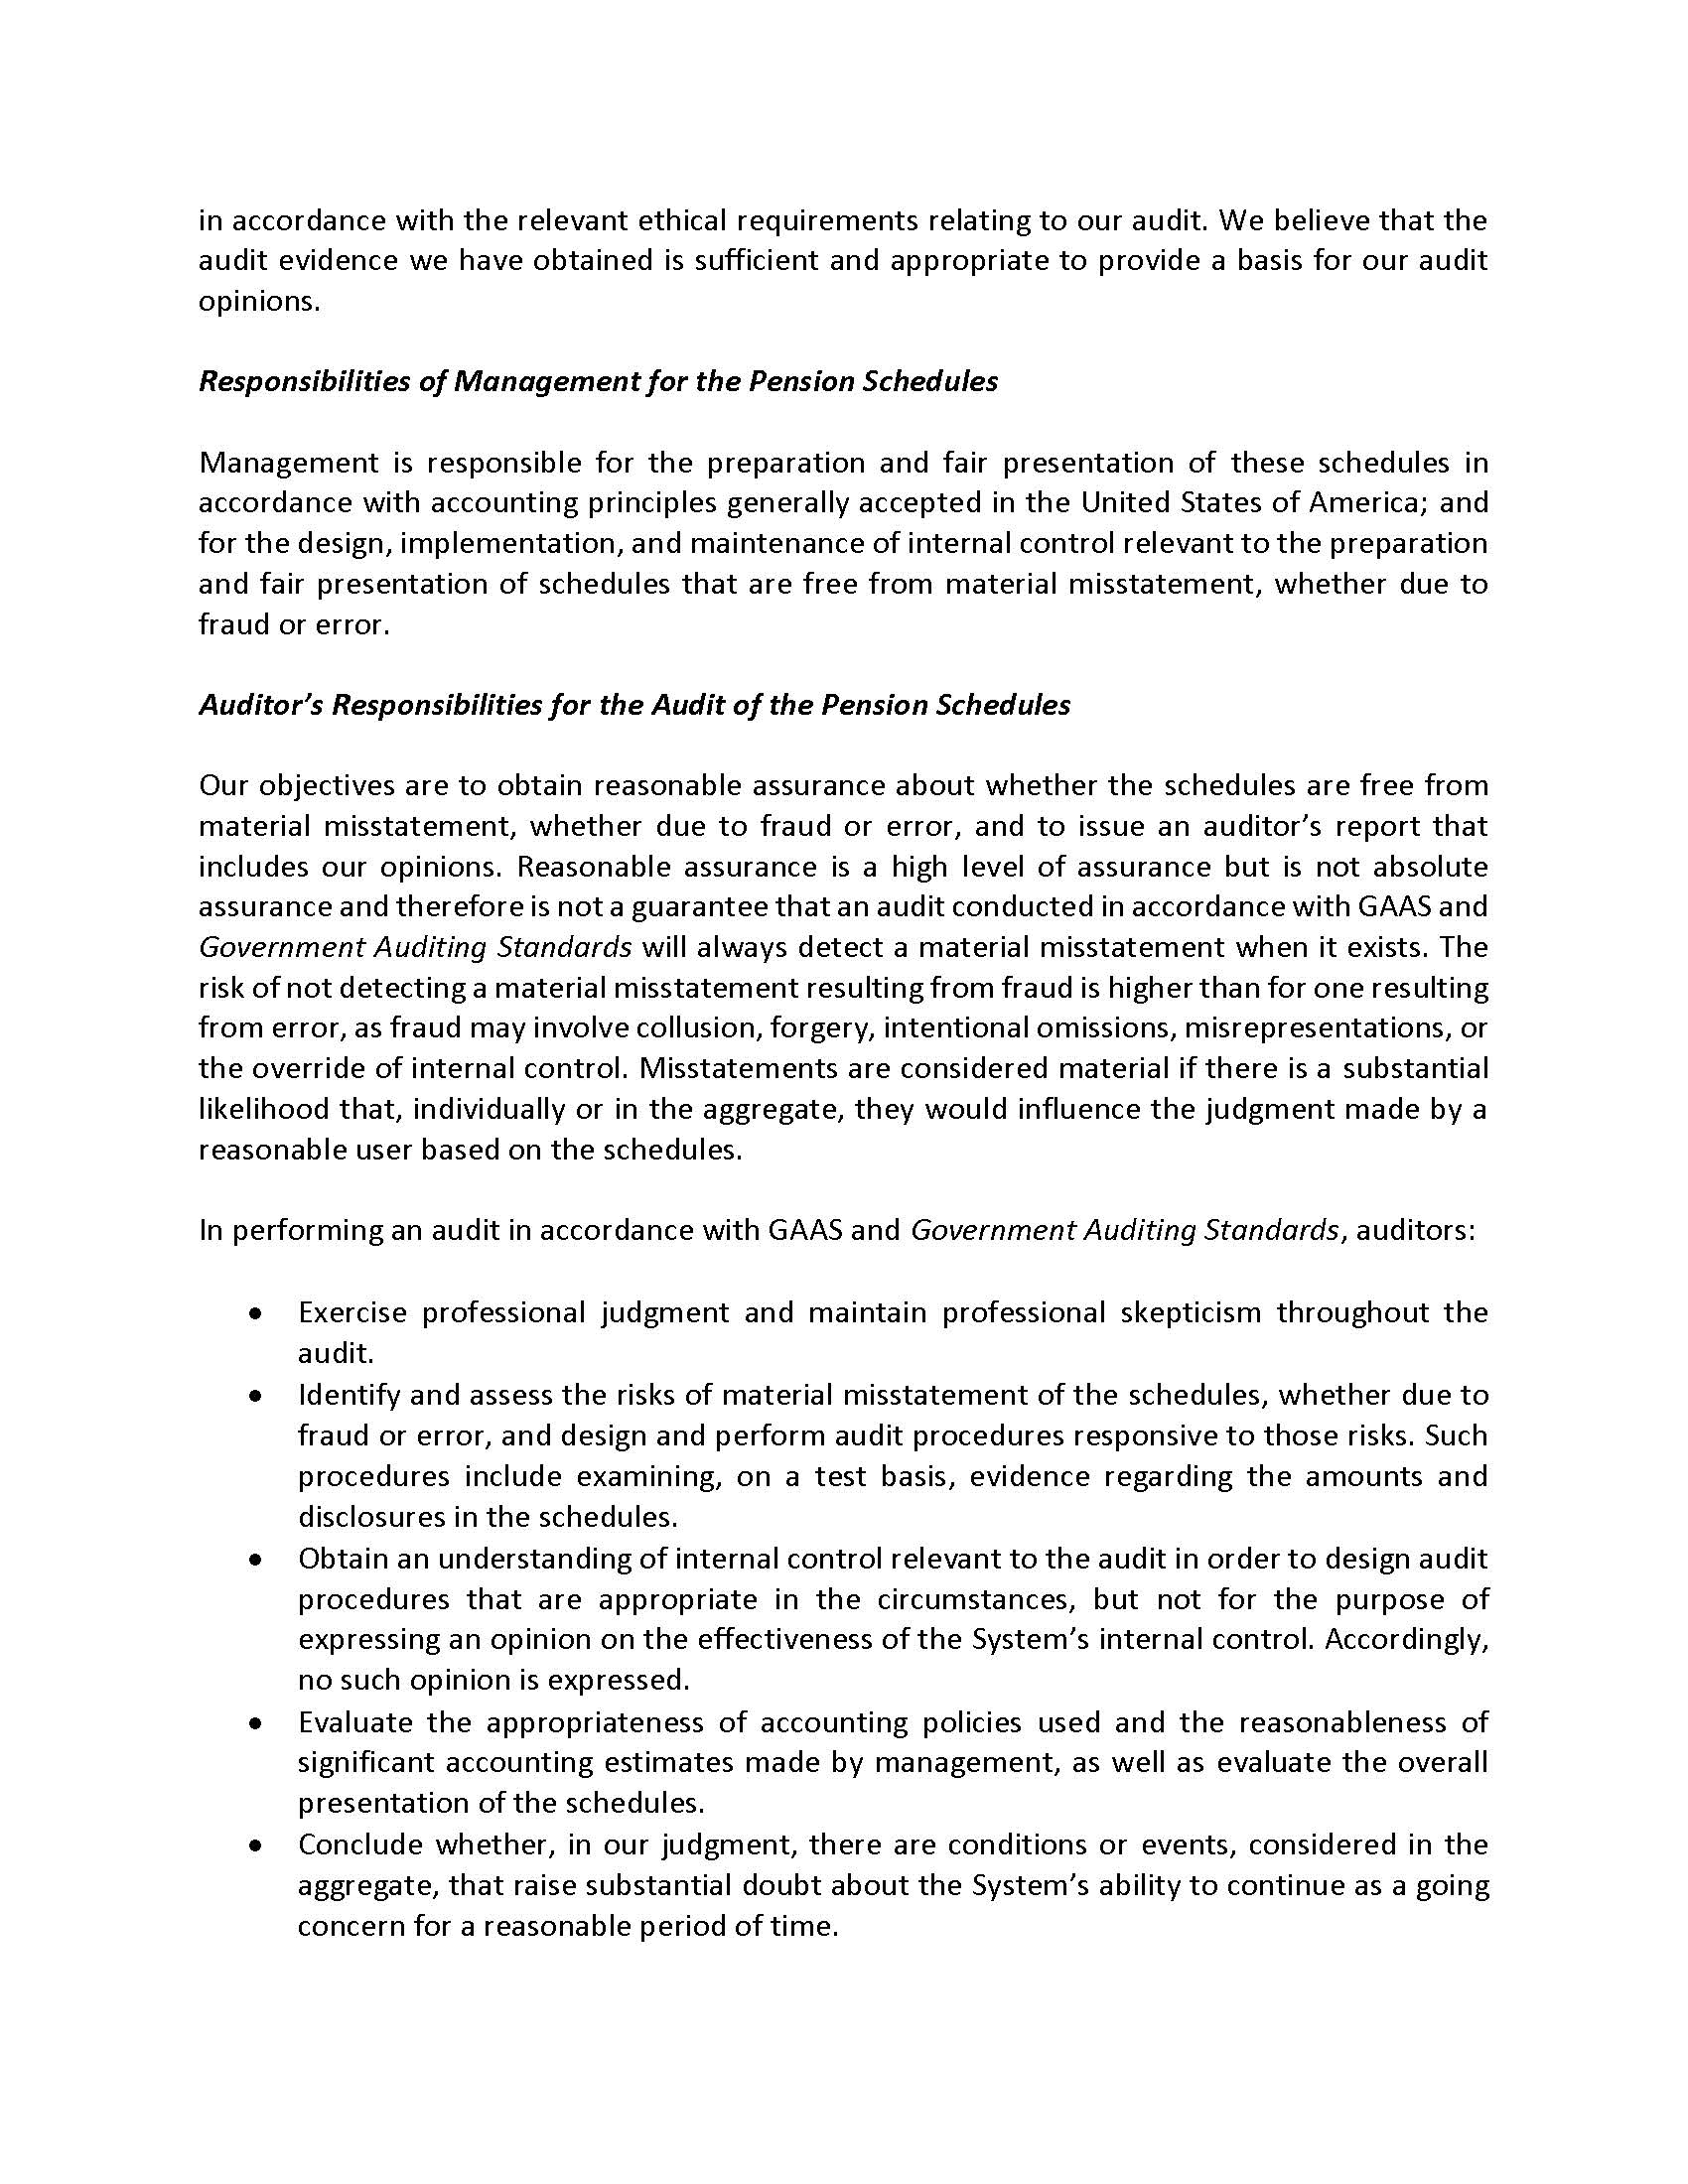 in accordance with the relevant ethical requirements relating to our audit. We believe that the
audit evidence we have obtained is sufficient and appropriate to provide a basis for our audit
opinions.
Responsibilities of Management for the Pension Schedules
Management is responsible for the preparation and fair presentation of these schedules in
accordance with accounting principles generally accepted in the United States of America; and
for the design, implementation, and maintenance of internal control relevant to the preparation
and fair presentation of schedules that are free from material misstatement, whether due to
fraud or error.
Auditor’s Responsibilities for the Audit of the Pension Schedules
Our objectives are to obtain reasonable assurance about whether the schedules are free from
material misstatement, whether due to fraud or error, and to issue an auditor’s report that
includes our opinions. Reasonable assurance is a high level of assurance but is not absolute
assurance and therefore is not a guarantee that an audit conducted in accordance with GAAS and
Government Auditing Standards will always detect a material misstatement when it exists. The
risk of not detecting a material misstatement resulting from fraud is higher than for one resulting
from error, as fraud may involve collusion, forgery, intentional omissions, misrepresentations, or
the override of internal control. Misstatements are considered material if there is a substantial
likelihood that, individually or in the aggregate, they would influence the judgment made by a
reasonable user based on the schedules.
In performing an audit in accordance with GAAS and Government Auditing Standards, auditors:
• Exercise professional judgment and maintain professional skepticism throughout the
audit.
• Identify and assess the risks of material misstatement of the schedules, whether due to
fraud or error, and design and perform audit procedures responsive to those risks. Such
procedures include examining, on a test basis, evidence regarding the amounts and
disclosures in the schedules.
• Obtain an understanding of internal control relevant to the audit in order to design audit
procedures that are appropriate in the circumstances, but not for the purpose of
expressing an opinion on the effectiveness of the System’s internal control. Accordingly,
no such opinion is expressed.
• Evaluate the appropriateness of accounting policies used and the reasonableness of
significant accounting estimates made by management, as well as evaluate the overall
presentation of the schedules.
• Conclude whether, in our judgment, there are conditions or events, considered in the
aggregate, that raise substantial doubt about the System’s ability to continue as a going
concern for a reasonable period of time.